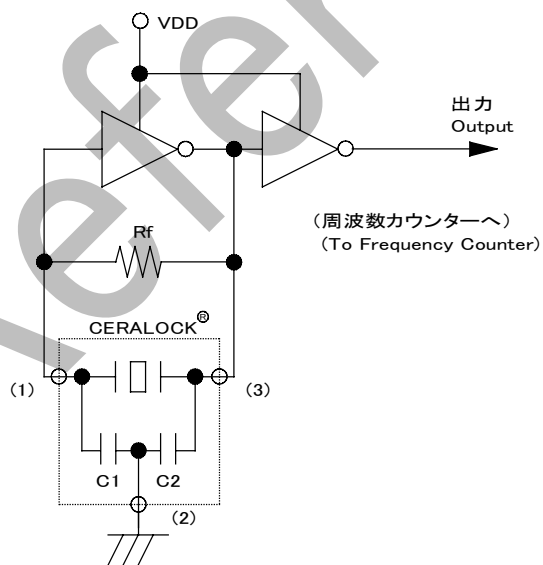 VDD
出力
Output
Rf
(周波数カウンターへ)
(To Frequency Counter)
CERALOCK®
(1)
(3)
C1
C2
(2)